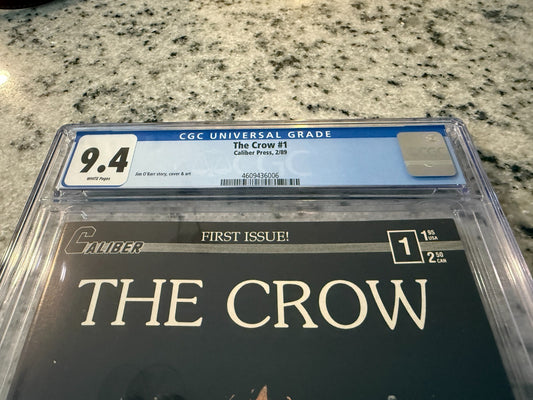 CGC UNIVERSAL GRADE
9.4
WHITE Pages
The Crow #1
Caliber Press, 2/89
Jim O'Barr story, cover & art
4609436006
CALIBER
FIRST ISSUE!
1
1.95
USA
2.50
CAN
THE CROW